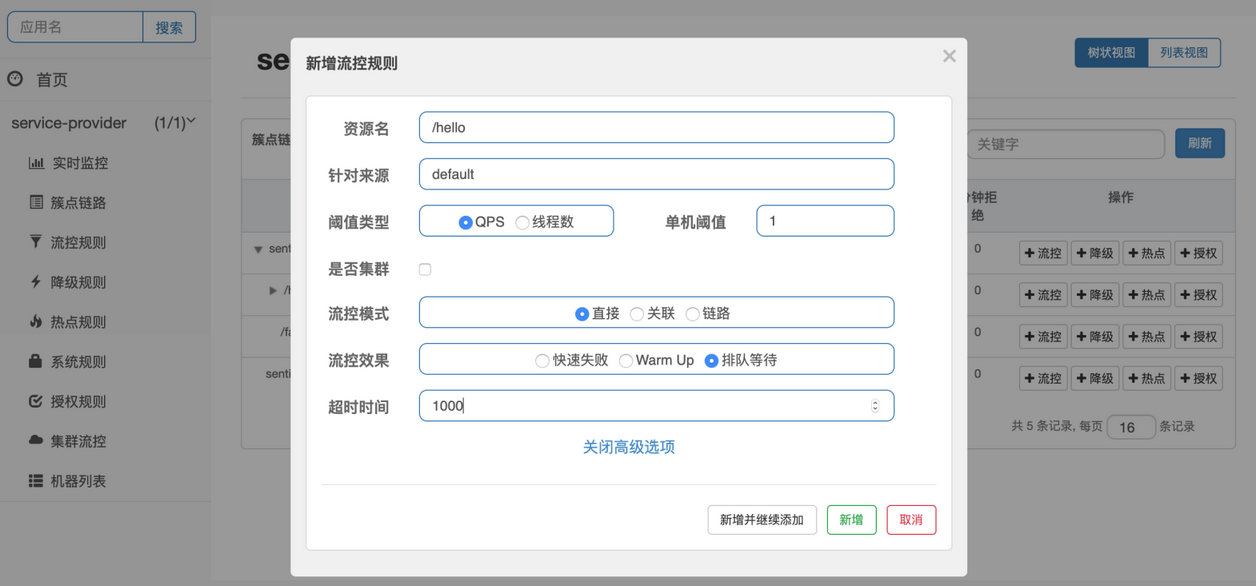 应用名 搜索
首页
service-provider (1/1)
实时监控
簇点链路
流控规则
降级规则
热点规则
系统规则
授权规则
集群流控
机器列表
树状视图 列表视图
关键字 刷新
操作
0 流控 降级 热点 授权
0 流控 降级 热点 授权
0 流控 降级 热点 授权
0 流控 降级 热点 授权
共 5 条记录, 每页 16 条记录
新增流控规则 ×
资源名 /hello
针对来源 default
阈值类型 QPS 线程数 单机阈值 1
是否集群
流控模式 直接 关联 链路
流控效果 快速失败 Warm Up 排队等待
超时时间 1000
关闭高级选项
新增并继续添加 新增 取消